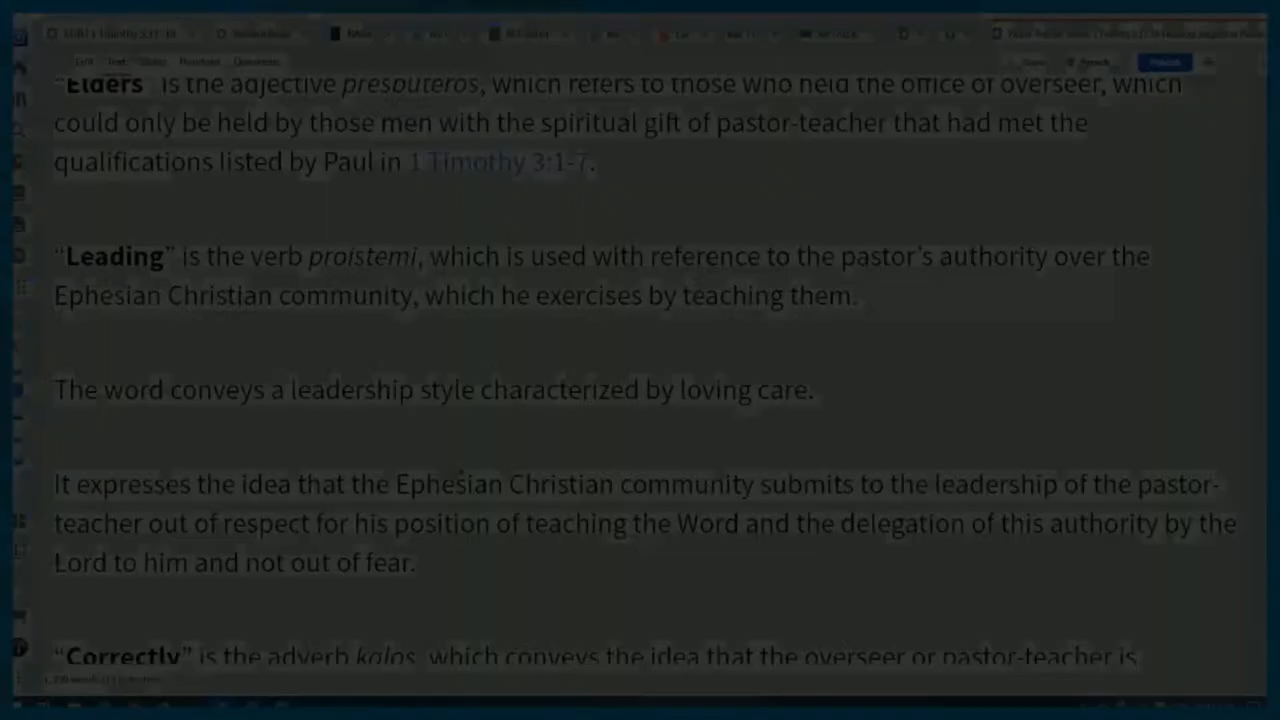 Publish
"Elders" is the adjective presbuteros, which refers to those who held the office of overseer, which
could only be held by those men with the spiritual gift of pastor-teacher that had met the
qualifications listed by Paul in 1 Timothy 3:1-7.
"Leading" is the verb proistemi, which is used with reference to the pastor's authority over the
Ephesian Christian community, which he exercises by teaching them.
The word conveys a leadership style characterized by loving care.
It expresses the idea that the Ephesian Christian community submits to the leadership of the pastor-
teacher out of respect for his position of teaching the Word and the delegation of this authority by the
Lord to him and not out of fear.
"Correctly" is the adverb kalos, which conveys the idea that the overseer or pastor-teacher is